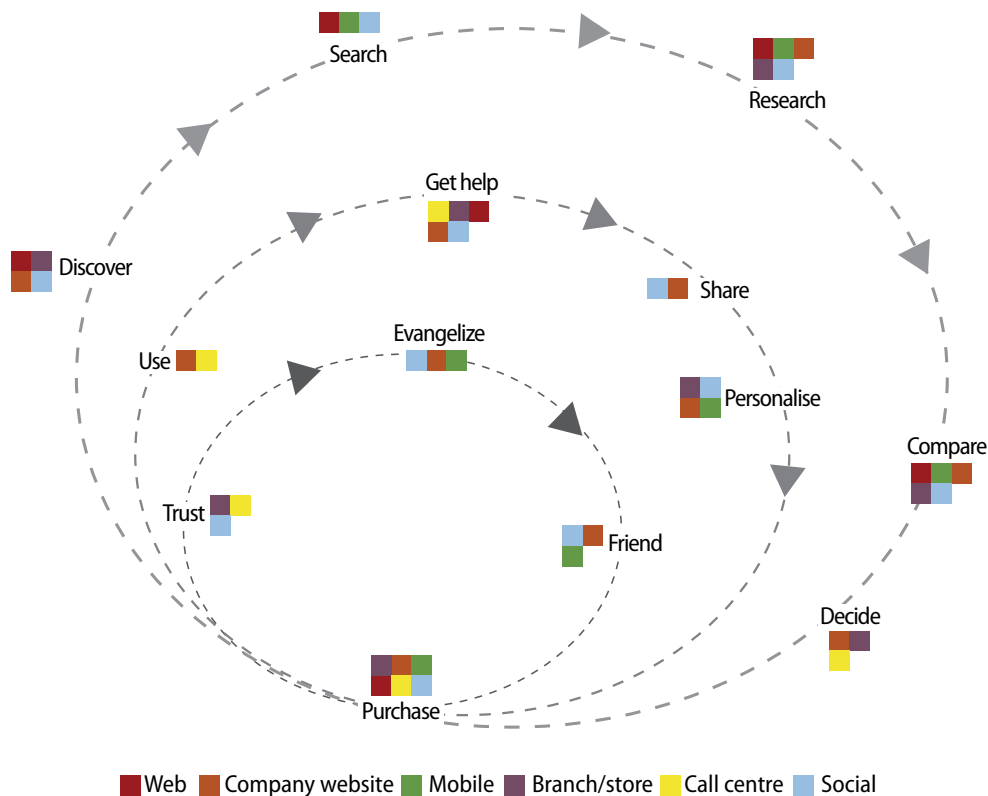 Search
Research
Get help
Discover
Share
Evangelize
Use
Personalise
Compare
Trust
Friend
Decide
Purchase
Web Company website Mobile Branch/store Call centre Social